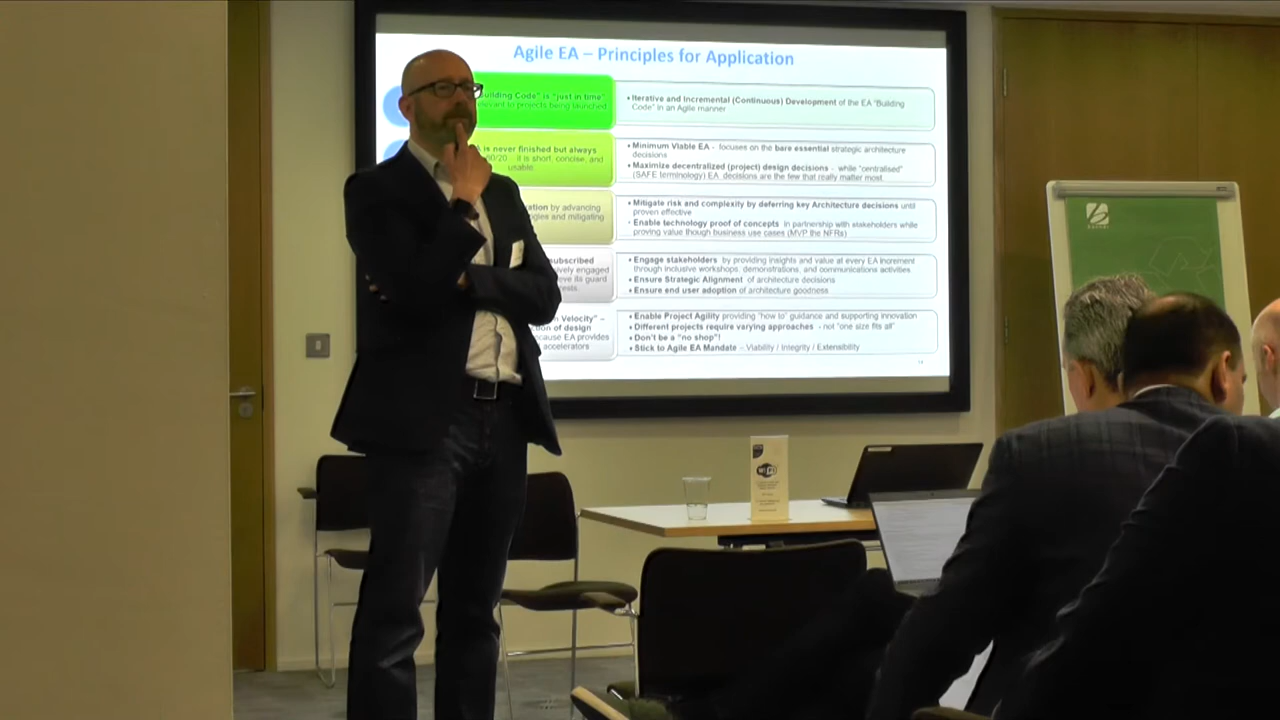 Agile EA – Principles for Application
Building Code" is "just in time"
relevant to projects being launched
• Iterative and Incremental (Continuous) Development of the EA "Building
Code" in an Agile manner
is never finished but always
80/20 it is short, concise, and
usable
• Minimum Viable EA - focuses on the bare essential strategic architecture
decisions
• Maximize decentralized (project) design decisions - while "centralised"
(SAFE terminology) EA decisions are the few that really matter most.
by advancing
and mitigating
• Mitigate risk and complexity by deferring key Architecture decisions until
proven effective
• Enable technology proof of concepts in partnership with stakeholders while
proving value though business use cases (MVP the NFRs)
subscribed
engaged
its guard
• Engage stakeholders by providing insights and value at every EA increment
through inclusive workshops, demonstrations, and communications activities
• Ensure Strategic Alignment of architecture decisions
• Ensure end user adoption of architecture goodness
Velocity" –
of design
because EA provides
accelerators
• Enable Project Agility providing "how to" guidance and supporting innovation
• Different projects require varying approaches - not "one size fits all"
• Don't be a "no shop"!
• Stick to Agile EA Mandate – Viability / Integrity / Extensibility